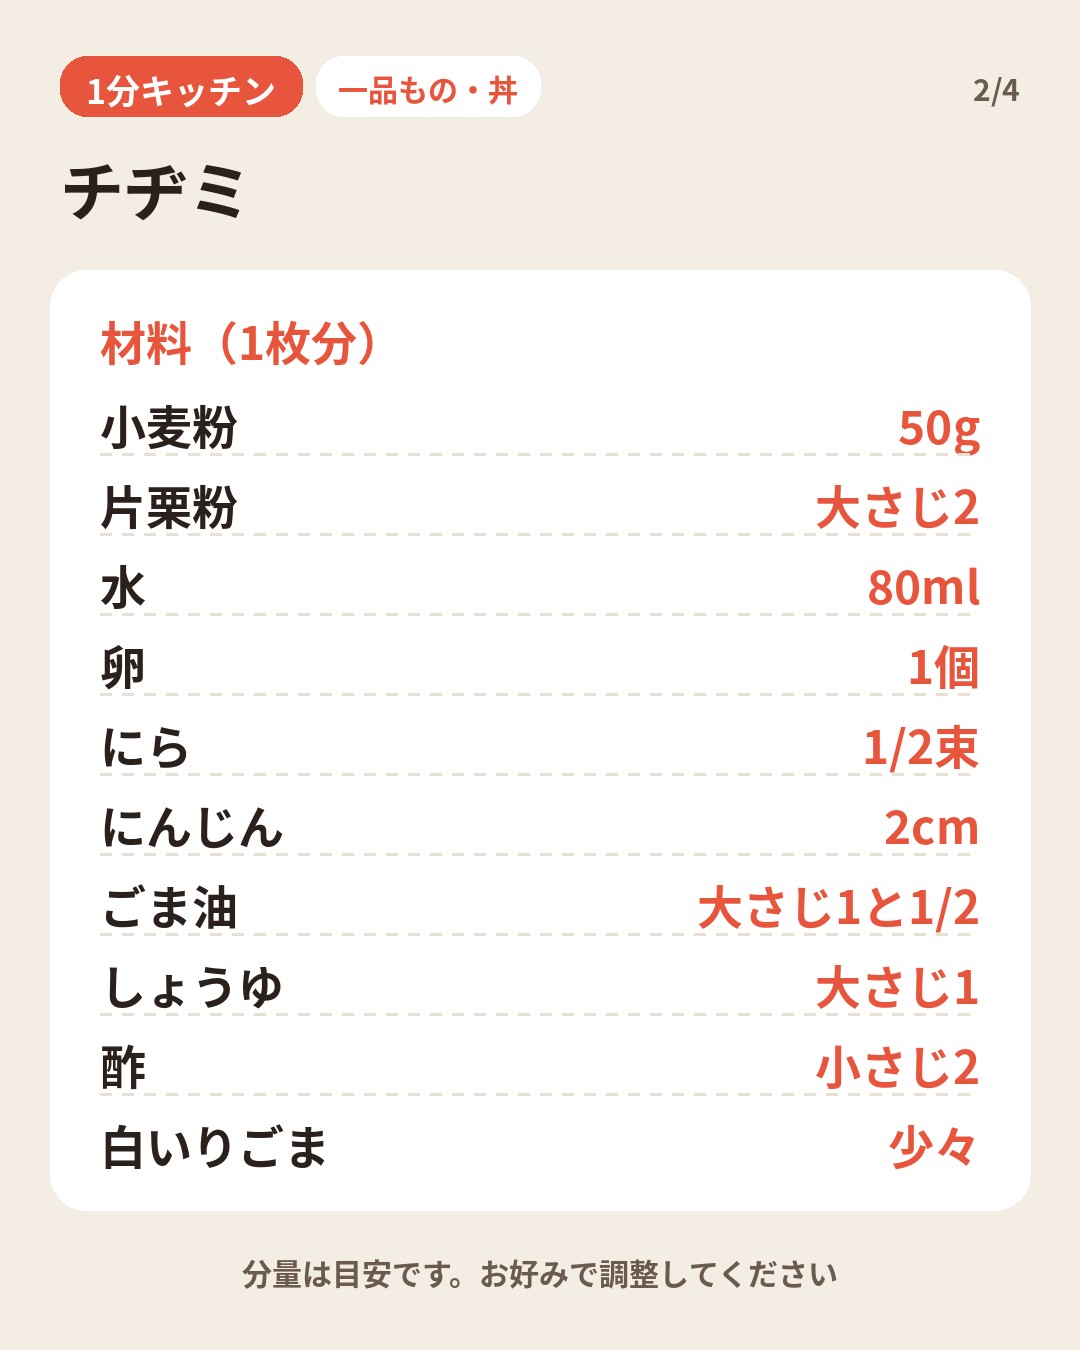 1分キッチン 一品もの・丼 2/4
チヂミ
材料（1枚分）
小麦粉 50g
片栗粉 大さじ2
水 80ml
卵 1個
にら 1/2束
にんじん 2cm
ごま油 大さじ1と1/2
しょうゆ 大さじ1
酢 小さじ2
白いりごま 少々
分量は目安です。お好みで調整してください